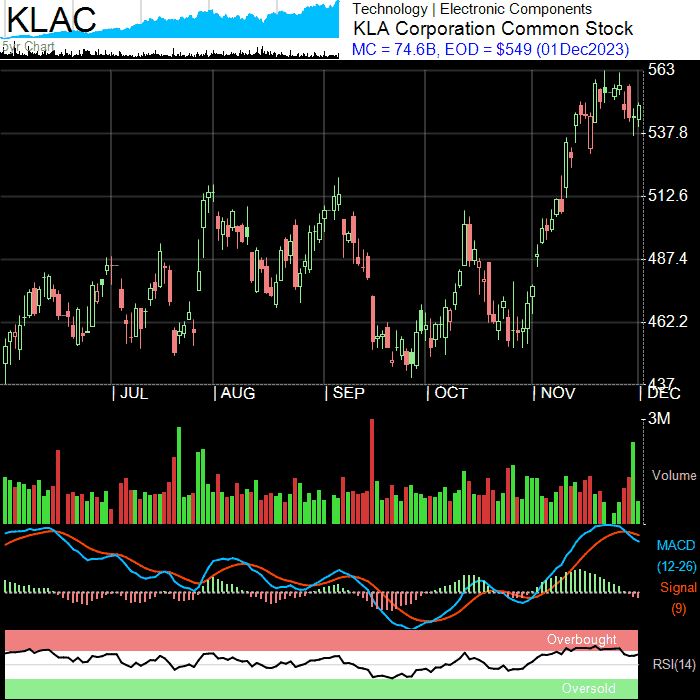 KLAC
5yr Chart
Technology | Electronic Components
KLA Corporation Common Stock
MC = 74.6B, EOD = $549 (01Dec2023)
563
537.8
512.6
487.4
462.2
437
| JUL
| AUG
| SEP
| OCT
| NOV
| DEC
3M
Volume
MACD
(12-26)
Signal
(9)
Overbought
RSI(14)
Oversold